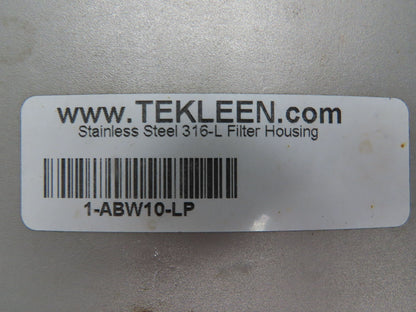 www.TEKLEEN.com
Stainless Steel 316-L Filter Housing
1-ABW10-LP